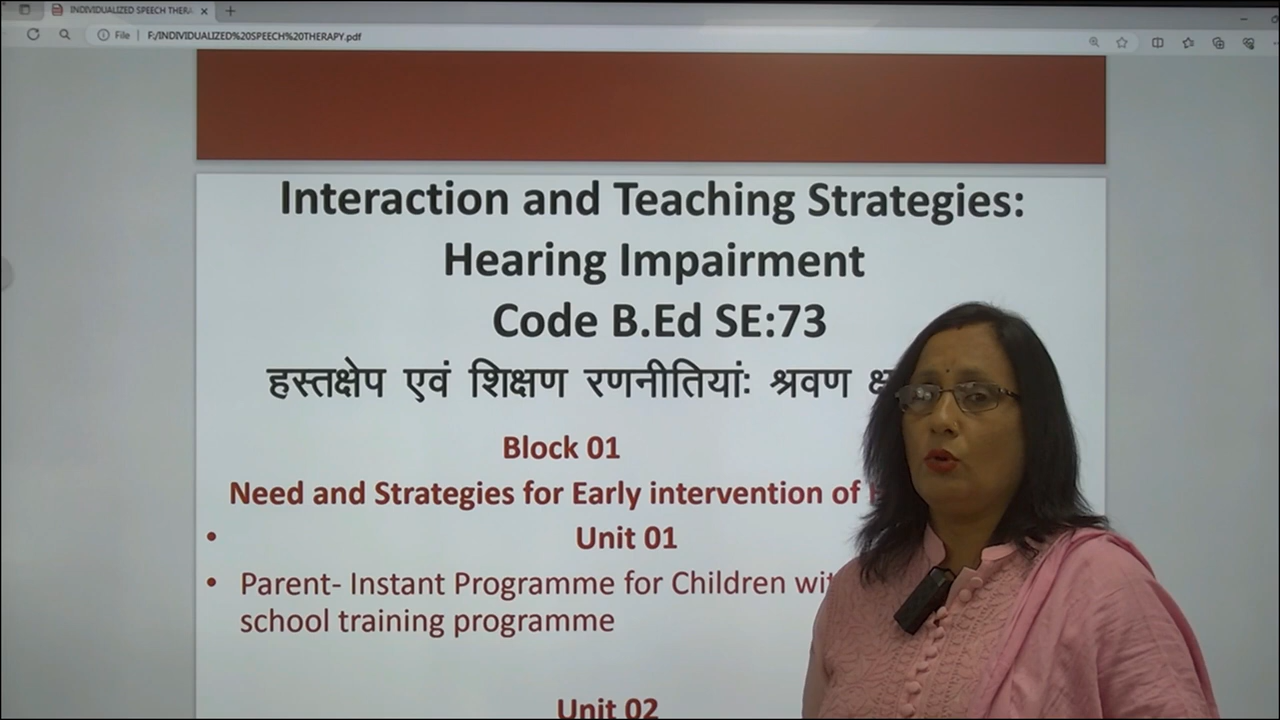 INDIVIDUALIZED SPEECH THERA
File F:/INDIVIDUALIZED%20SPEECH%20THERAPY.pdf
Interaction and Teaching Strategies:
Hearing Impairment
Code B.Ed SE:73
हस्तक्षेप एवं शिक्षण रणनीतियांः श्रवण
Block 01
Need and Strategies for Early intervention of
• Unit 01
• Parent- Instant Programme for Children
school training programme
Unit 02